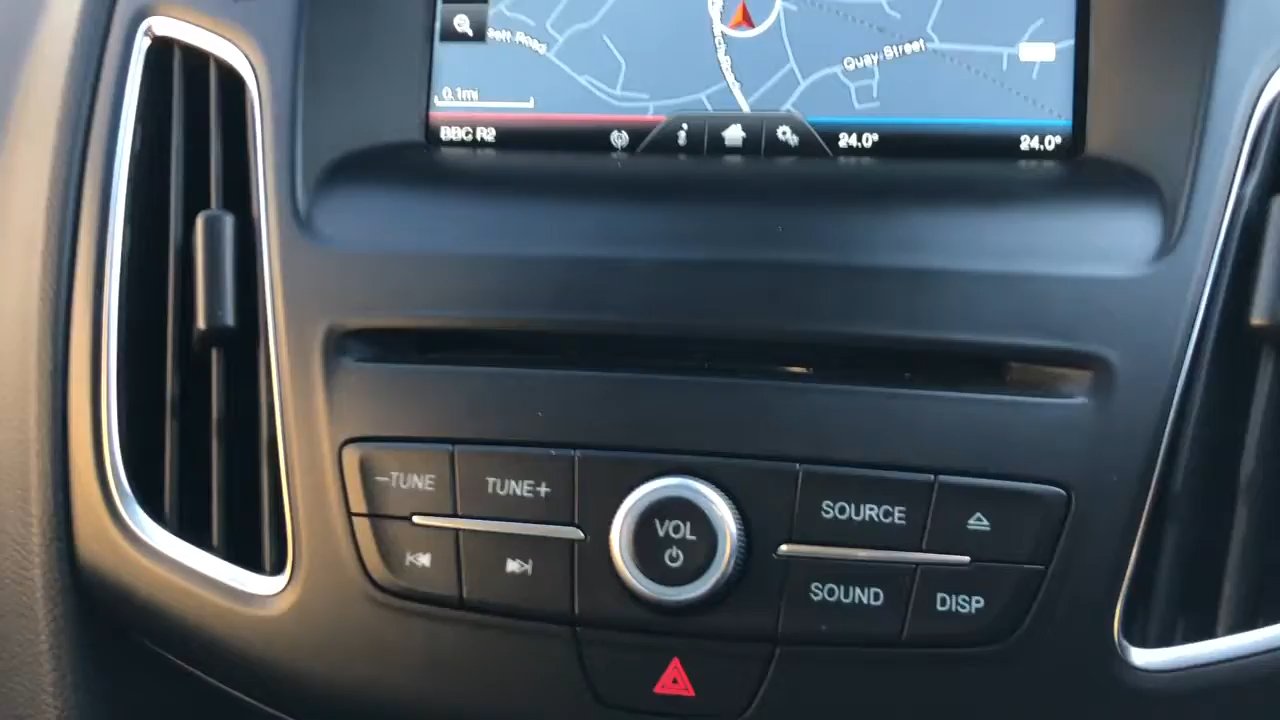 Quay Street
0.1mi
BBC R2
24.0°
24.0°
-TUNE
TUNE+
VOL
SOURCE
SOUND
DISP